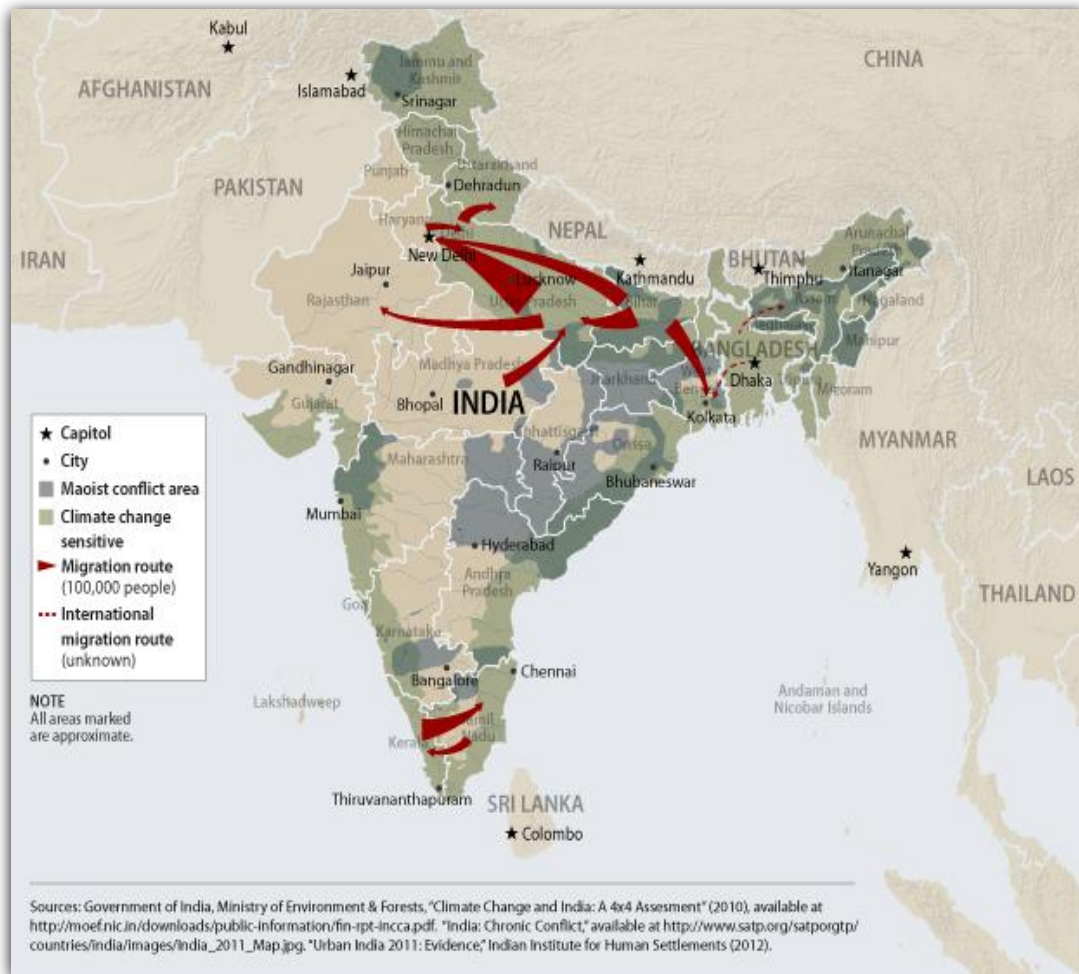 Kabul
CHINA
AFGHANISTAN
Islamabad
Jammu and
Kashmir
Srinagar
Himachal
Pradesh
Punjab
Uttarakhand
Dehradun
PAKISTAN
Haryana
Delhi
New Delhi
NEPAL
IRAN
Jaipur
Lucknow
Kathmandu
BHUTAN
Thimphu
Arunachal
Pradesh
Itanagar
Rajasthan
Uttar Pradesh
Bihar
Assam
Nagaland
Meghalaya
Manipur
BANGLADESH
Gandhinagar
Madhya Pradesh
Jharkhand
West
Bengal
Dhaka
Tripura
Mizoram
Gujarat
Bhopal
INDIA
Kolkata
MYANMAR
Chhattisgarh
Orissa
LAOS
Maharashtra
Raipur
Bhubaneswar
Mumbai
Hyderabad
Yangon
Andhra
Pradesh
THAILAND
Goa
Karnataka
Bangalore
Chennai
Lakshadweep
Andaman and
Nicobar Islands
Kerala
Tamil
Nadu
Thiruvananthapuram
SRI LANKA
Colombo
Capitol
City
Maoist conflict area
Climate change
sensitive
Migration route
(100,000 people)
International
migration route
(unknown)
NOTE
All areas marked
are approximate.
Sources: Government of India, Ministry of Environment & Forests, "Climate Change and India: A 4x4 Assesment" (2010), available at
http://moef.nic.in/downloads/public-information/fin-rpt-incca.pdf. "India: Chronic Conflict," available at http://www.satp.org/satporgtp/
countries/india/images/India_2011_Map.jpg. "Urban India 2011: Evidence," Indian Institute for Human Settlements (2012).